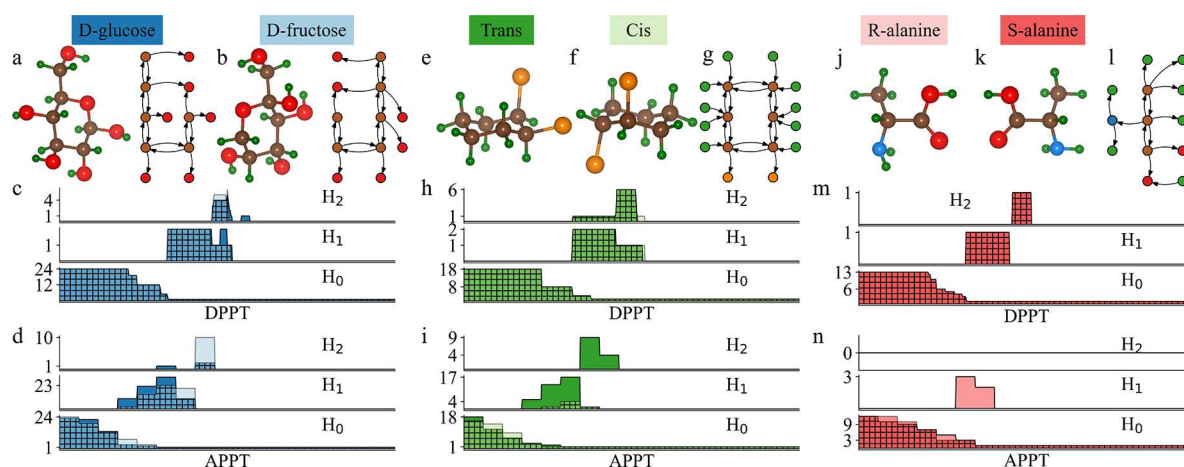 D-glucose D-fructose Trans Cis R-alanine S-alanine
a b e f g j k l
c 4 1 H2 h 6 1 H2 m 1 H2
1 H1 2 1 H1 1 H1
24 12 H0 18 8 H0 13 6 H0
DPPT DPPT DPPT
d 10 1 H2 i 9 4 H2 n 0 H2
23 H1 17 4 H1 3 H1
24 1 H0 18 1 H0 9 3 H0
APPT APPT APPT